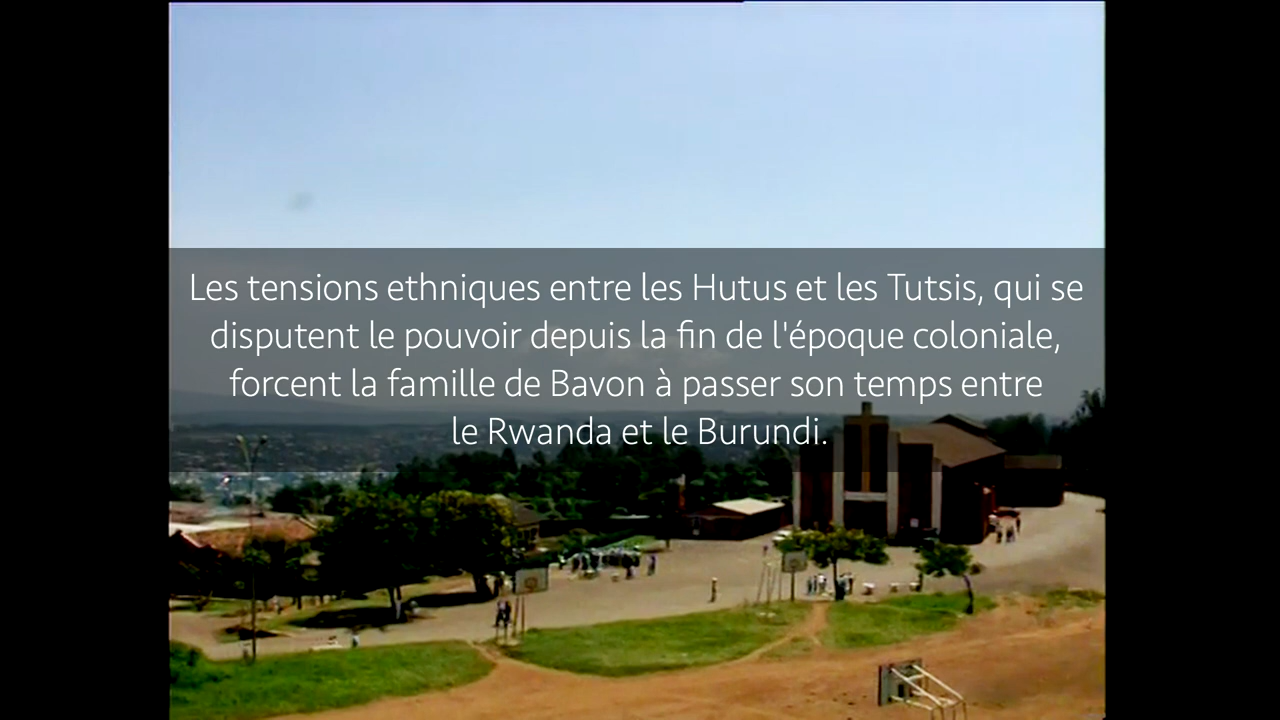 Les tensions ethniques entre les Hutus et les Tutsis, qui se
disputent le pouvoir depuis la fin de l'époque coloniale,
forcent la famille de Bavon à passer son temps entre
le Rwanda et le Burundi.